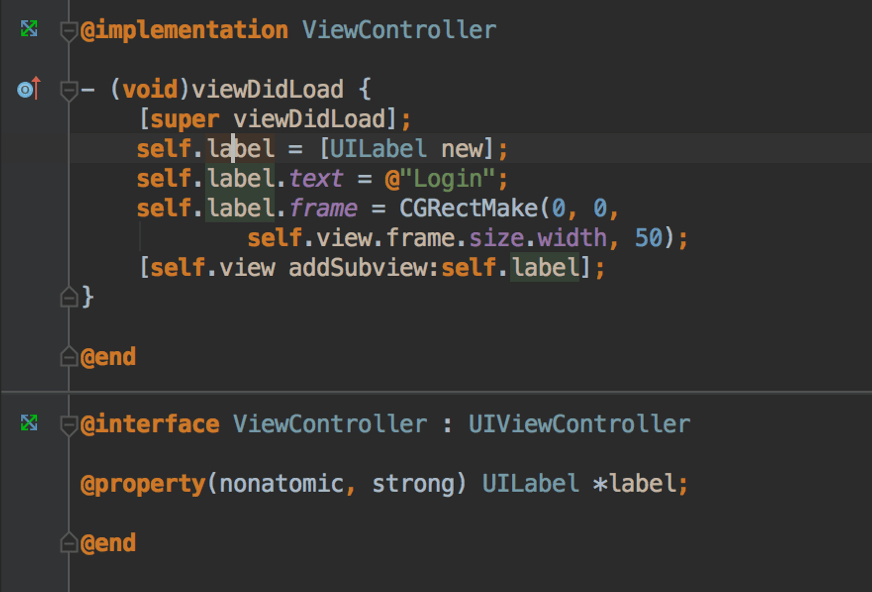 @implementation ViewController
- (void)viewDidLoad {
[super viewDidLoad];
self.label = [UILabel new];
self.label.text = @"Login";
self.label.frame = CGRectMake(0, 0,
self.view.frame.size.width, 50);
[self.view addSubview:self.label];
}
@end
@interface ViewController : UIViewController
@property(nonatomic, strong) UILabel *label;
@end